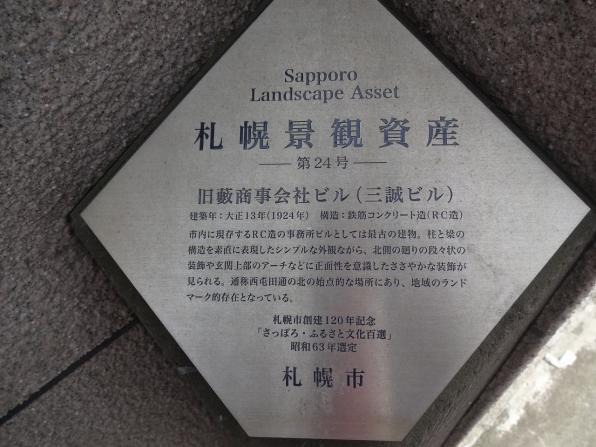 Sapporo
Landscape Asset
札幌景観資産
第24号
旧藪商事会社ビル(三誠ビル)
建築年：大正13年(1924年)　構造：鉄筋コンクリート造(RC造)
市内に現存するRC造の事務所ビルとしては最古の建物。柱と梁の
構造を素直に表現したシンプルな外観ながら、北側の廻りの段々状の
装飾や玄関上部のアーチなどに正面性を意識したささやかな装飾が
見られる。通称西屯田通の北の始点的な場所にあり、地域のランド
マーク的存在となっている。
札幌市創建120年記念
「さっぽろ・ふるさと文化百選」
昭和63年選定
札幌市